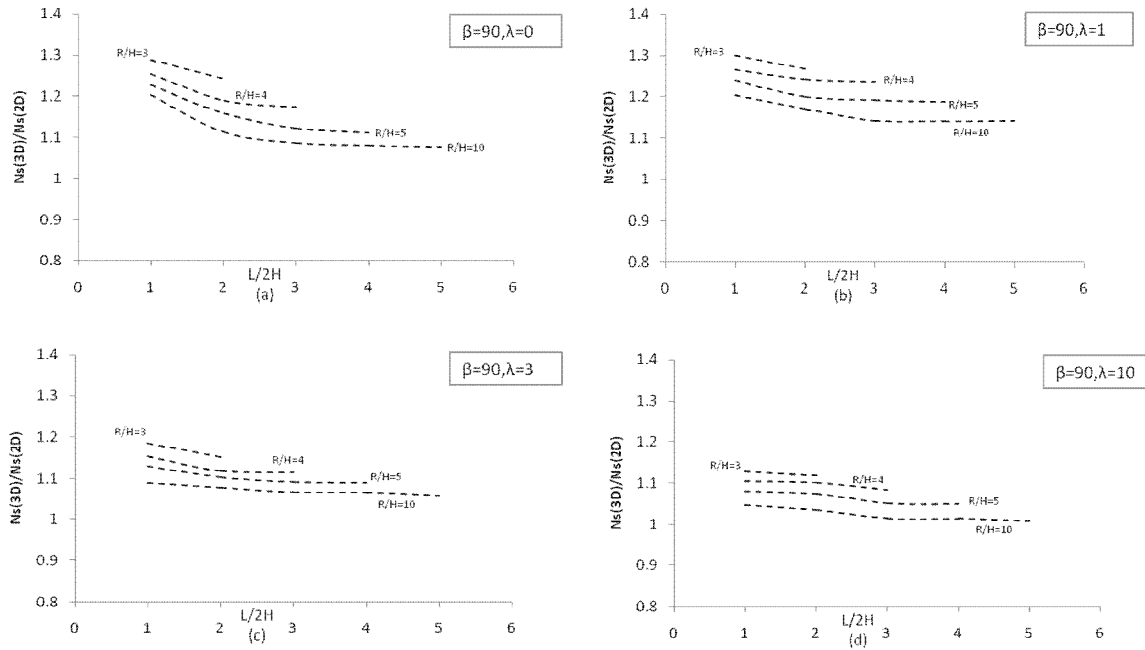 β=90,λ=0
Ns(3D)/Ns(2D)
1.4
1.3
1.2
1.1
1
0.9
0.8
R/H=3
R/H=4
R/H=5
R/H=10
0 1 2 3 4 5 6
L/2H
(a)
β=90,λ=1
Ns(3D)/Ns(2D)
1.4
1.3
1.2
1.1
1
0.9
0.8
R/H=3
R/H=4
R/H=5
R/H=10
0 1 2 3 4 5 6
L/2H
(b)
β=90,λ=3
Ns(3D)/Ns(2D)
1.4
1.3
1.2
1.1
1
0.9
0.8
R/H=3
R/H=4
R/H=5
R/H=10
0 1 2 3 4 5 6
L/2H
(c)
β=90,λ=10
Ns(3D)/Ns(2D)
1.4
1.3
1.2
1.1
1
0.9
0.8
R/H=3
R/H=4
R/H=5
R/H=10
0 1 2 3 4 5 6
L/2H
(d)